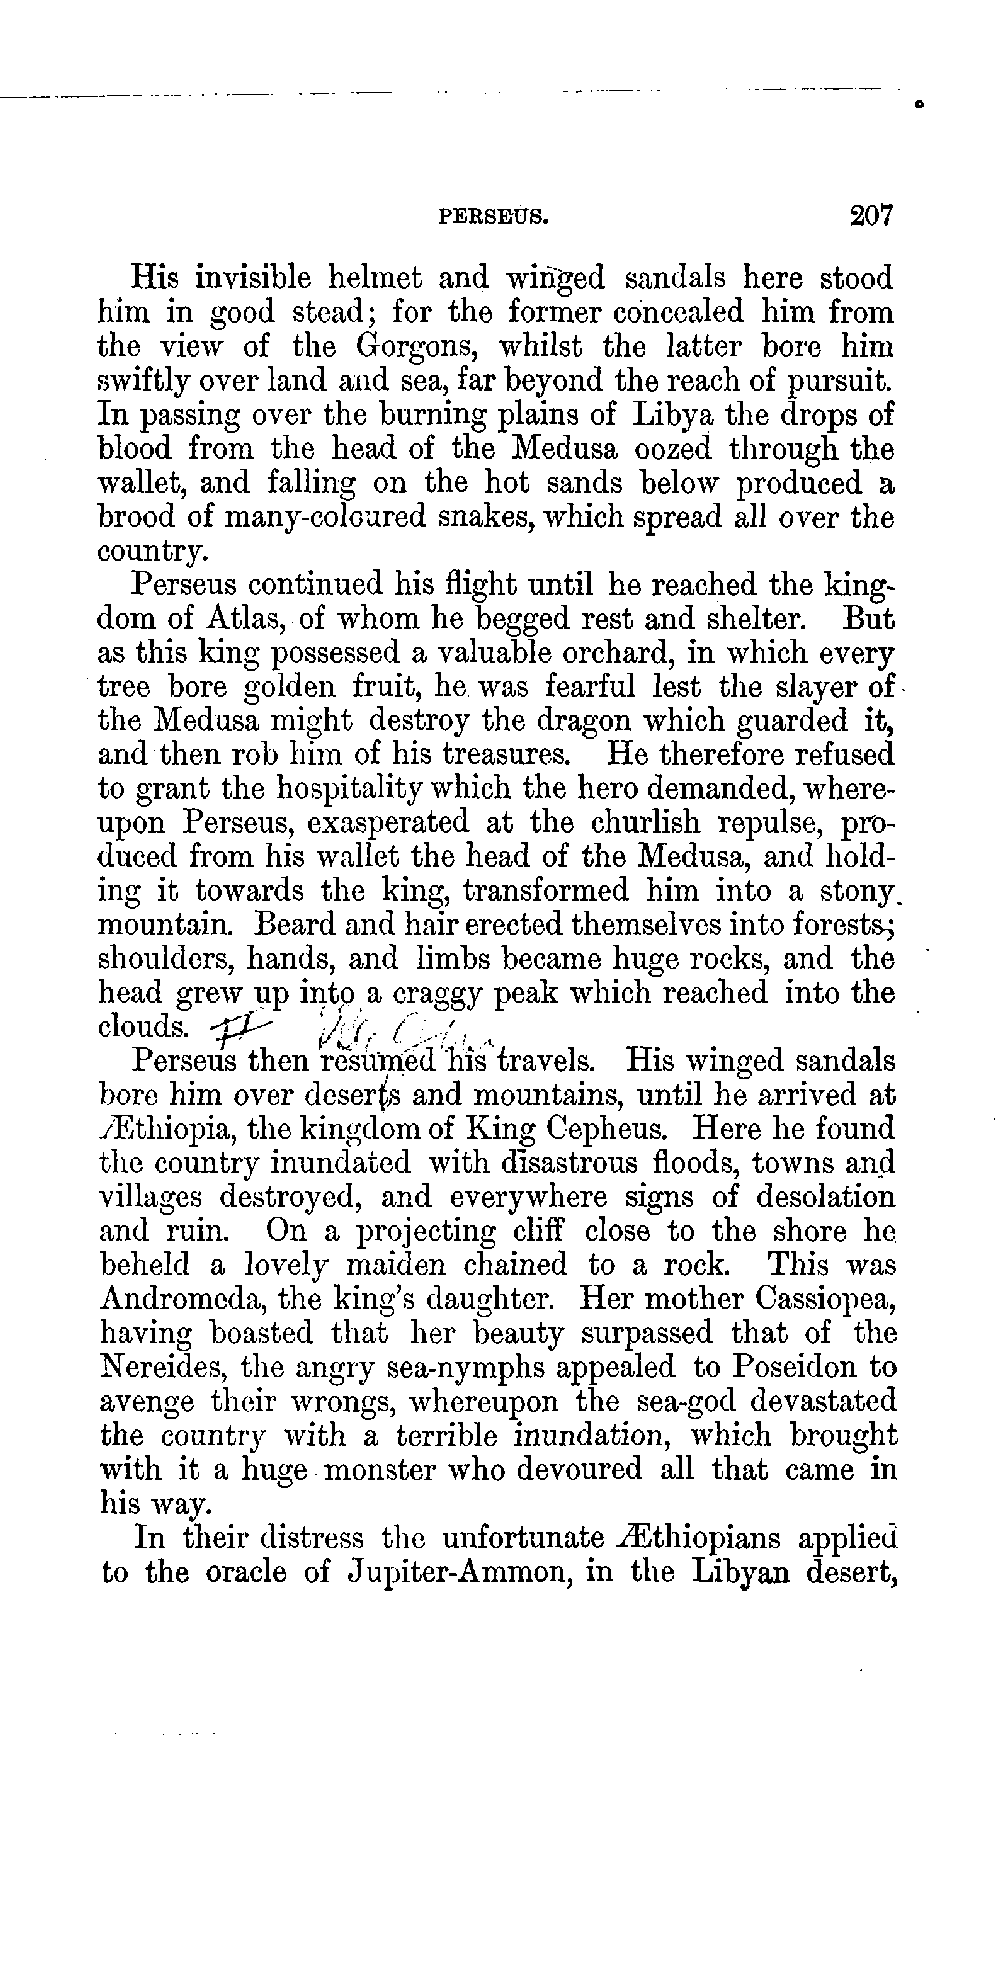 PERSEUS. 207
His invisible helmet and winged sandals here stood
him in good stead; for the former concealed him from
the view of the Gorgons, whilst the latter bore him
swiftly over land and sea, far beyond the reach of pursuit.
In passing over the burning plains of Libya the drops of
blood from the head of the Medusa oozed through the
wallet, and falling on the hot sands below produced a
brood of many-coloured snakes, which spread all over the
country.
Perseus continued his flight until he reached the king-
dom of Atlas, of whom he begged rest and shelter. But
as this king possessed a valuable orchard, in which every
tree bore golden fruit, he was fearful lest the slayer of
the Medusa might destroy the dragon which guarded it,
and then rob him of his treasures. He therefore refused
to grant the hospitality which the hero demanded, where-
upon Perseus, exasperated at the churlish repulse, pro-
duced from his wallet the head of the Medusa, and hold-
ing it towards the king, transformed him into a stony
mountain. Beard and hair erected themselves into forests;
shoulders, hands, and limbs became huge rocks, and the
head grew up into a craggy peak which reached into the
clouds.
Perseus then resumed his travels. His winged sandals
bore him over deserts and mountains, until he arrived at
Æthiopia, the kingdom of King Cepheus. Here he found
the country inundated with disastrous floods, towns and
villages destroyed, and everywhere signs of desolation
and ruin. On a projecting cliff close to the shore he
beheld a lovely maiden chained to a rock. This was
Andromeda, the king's daughter. Her mother Cassiopea,
having boasted that her beauty surpassed that of the
Nereides, the angry sea-nymphs appealed to Poseidon to
avenge their wrongs, whereupon the sea-god devastated
the country with a terrible inundation, which brought
with it a huge monster who devoured all that came in
his way.
In their distress the unfortunate Æthiopians applied
to the oracle of Jupiter-Ammon, in the Libyan desert,